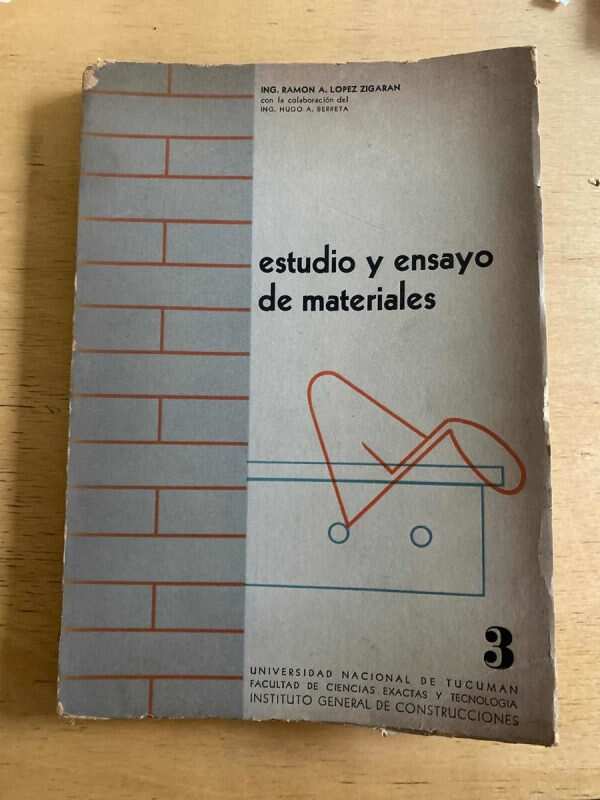 ING. RAMON A. LOPEZ ZIGARAN
con la colaboración del
ING. HUGO A. BERRETA
estudio y ensayo
de materiales
3
UNIVERSIDAD NACIONAL DE TUCUMAN
FACULTAD DE CIENCIAS EXACTAS Y TECNOLOGIA
INSTITUTO GENERAL DE CONSTRUCCIONES